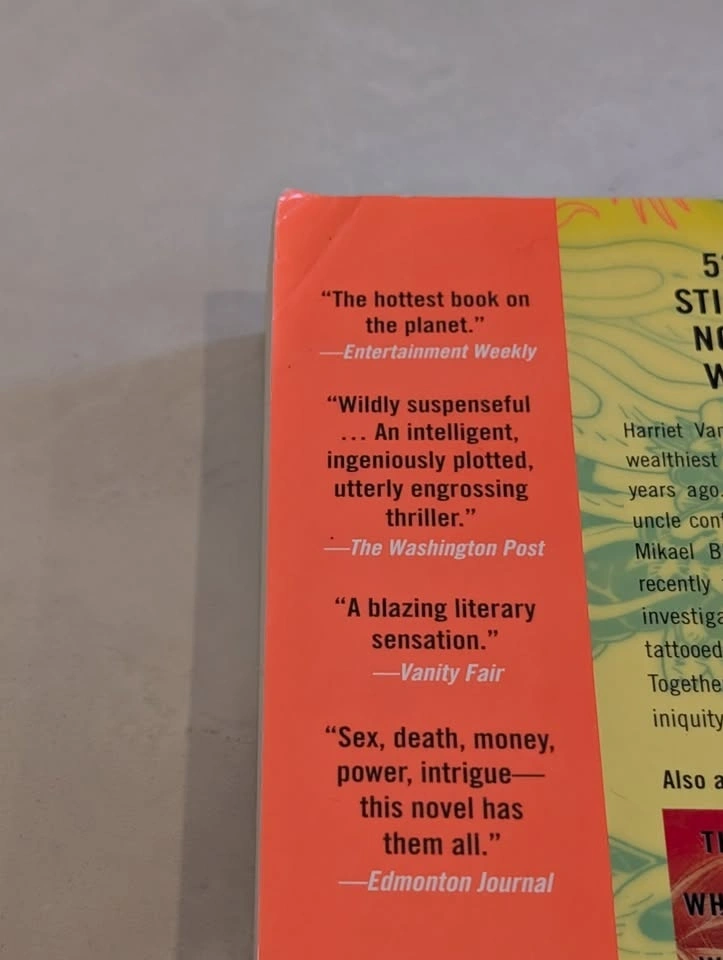 “The hottest book on
the planet.”
—Entertainment Weekly
“Wildly suspenseful
... An intelligent,
ingeniously plotted,
utterly engrossing
thriller.”
—The Washington Post
“A blazing literary
sensation.”
—Vanity Fair
“Sex, death, money,
power, intrigue—
this novel has
them all.”
—Edmonton Journal
Harriet
wealthiest
years ago.
uncle
Mikael B
recently
tattooed
iniquity
Also